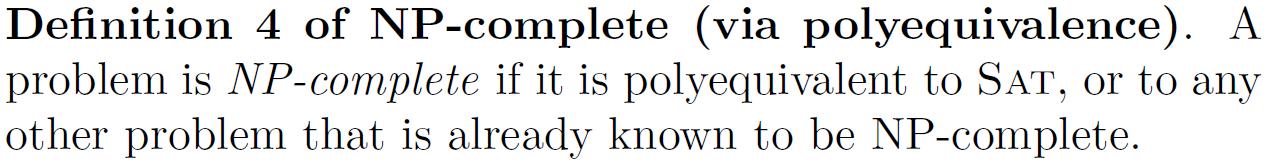 Definition 4 of NP-complete (via polyequivalence). A
problem is NP-complete if it is polyequivalent to SAT, or to any
other problem that is already known to be NP-complete.